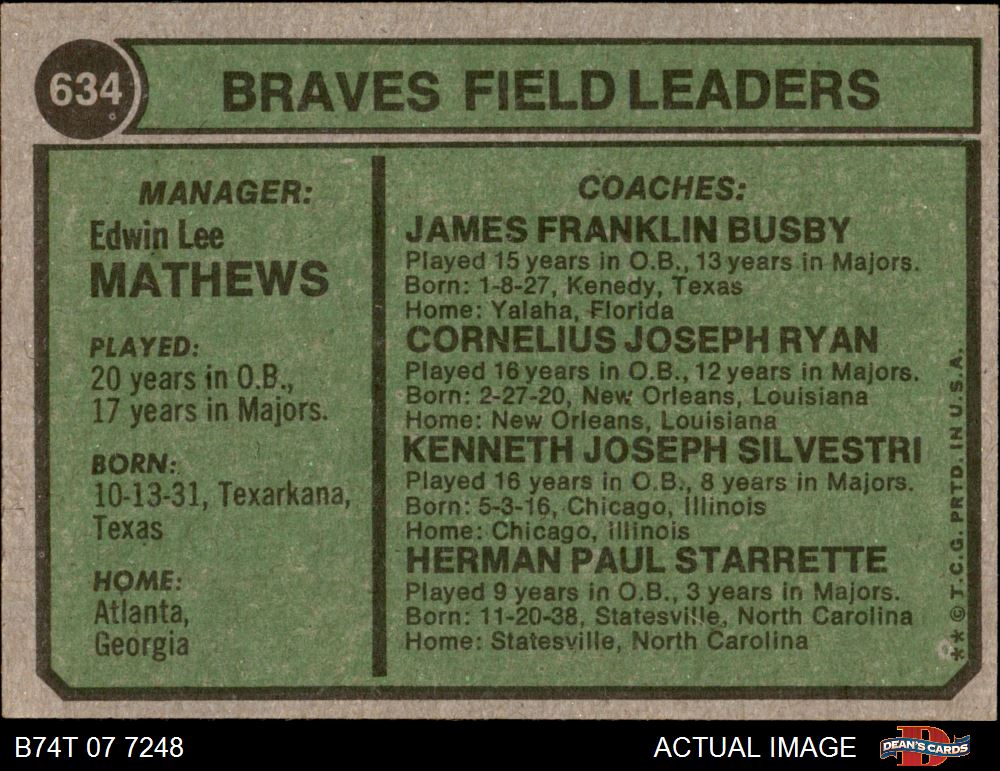 634
BRAVES FIELD LEADERS
MANAGER:
Edwin Lee
MATHEWS
PLAYED:
20 years in O.B.,
17 years in Majors.
BORN:
10-13-31, Texarkana,
Texas
HOME:
Atlanta,
Georgia
COACHES:
JAMES FRANKLIN BUSBY
Played 15 years in O.B., 13 years in Majors.
Born: 1-8-27, Kenedy, Texas
Home: Yalaha, Florida
CORNELIUS JOSEPH RYAN
Played 16 years in O.B., 12 years in Majors.
Born: 2-27-20, New Orleans, Louisiana
Home: New Orleans, Louisiana
KENNETH JOSEPH SILVESTRI
Played 16 years in O.B., 8 years in Majors.
Born: 5-3-16, Chicago, Illinois
Home: Chicago, Illinois
HERMAN PAUL STARRETTE
Played 9 years in O.B., 3 years in Majors.
Born: 11-20-38, Statesville, North Carolina
Home: Statesville, North Carolina
** © T.C.G. PRTD. IN U.S.A.
B74T 07 7248
ACTUAL IMAGE
DEAN'S CARDS